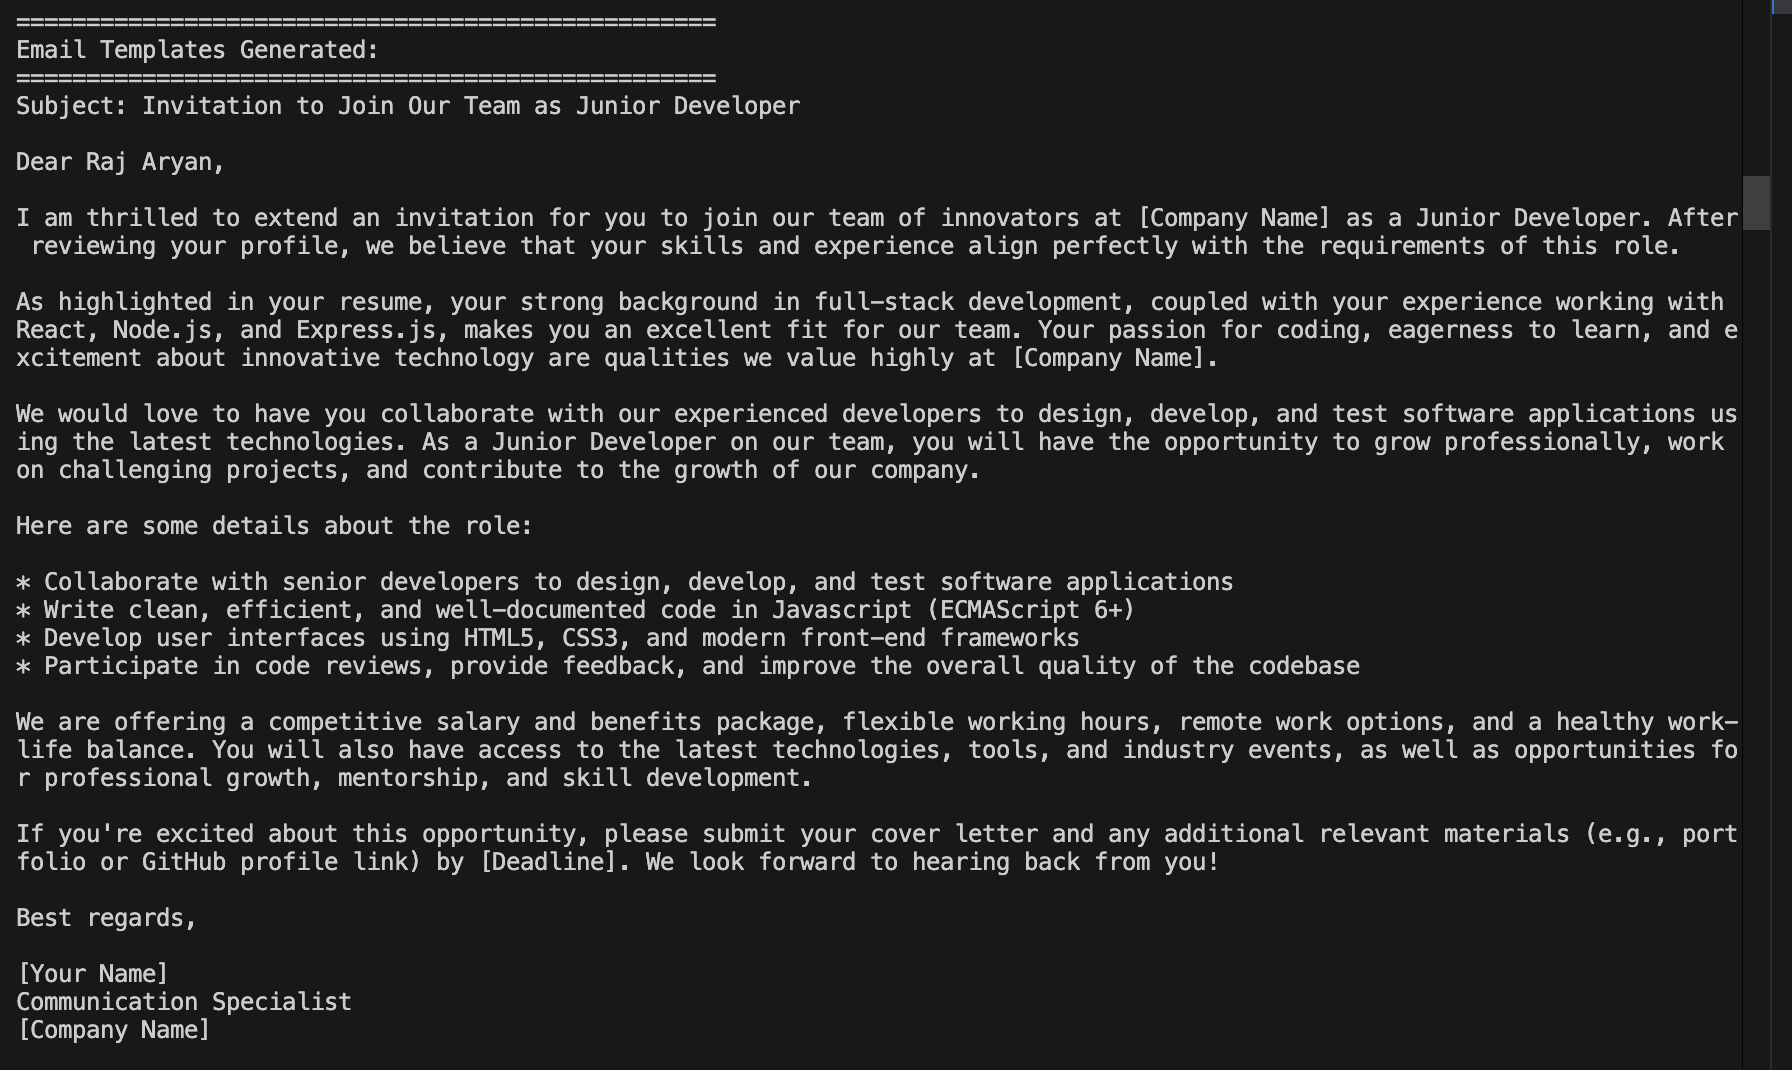 ==================================================
Email Templates Generated:
==================================================
Subject: Invitation to Join Our Team as Junior Developer
Dear Raj Aryan,
I am thrilled to extend an invitation for you to join our team of innovators at [Company Name] as a Junior Developer. After
 reviewing your profile, we believe that your skills and experience align perfectly with the requirements of this role.
As highlighted in your resume, your strong background in full-stack development, coupled with your experience working with
React, Node.js, and Express.js, makes you an excellent fit for our team. Your passion for coding, eagerness to learn, and e
xcitement about innovative technology are qualities we value highly at [Company Name].
We would love to have you collaborate with our experienced developers to design, develop, and test software applications us
ing the latest technologies. As a Junior Developer on our team, you will have the opportunity to grow professionally, work
on challenging projects, and contribute to the growth of our company.
Here are some details about the role:
* Collaborate with senior developers to design, develop, and test software applications
* Write clean, efficient, and well-documented code in Javascript (ECMAScript 6+)
* Develop user interfaces using HTML5, CSS3, and modern front-end frameworks
* Participate in code reviews, provide feedback, and improve the overall quality of the codebase
We are offering a competitive salary and benefits package, flexible working hours, remote work options, and a healthy work-
life balance. You will also have access to the latest technologies, tools, and industry events, as well as opportunities fo
r professional growth, mentorship, and skill development.
If you're excited about this opportunity, please submit your cover letter and any additional relevant materials (e.g., port
folio or GitHub profile link) by [Deadline]. We look forward to hearing back from you!
Best regards,
[Your Name]
Communication Specialist
[Company Name]